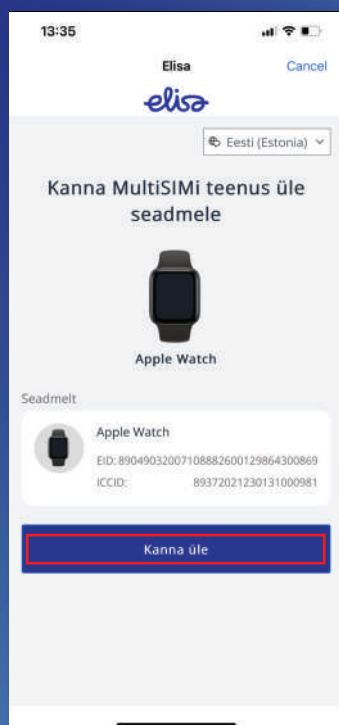 13:35
Elisa
Cancel
elisa
Eesti (Estonia)
Kanna MultiSIMi teenus üle
seadmele
Apple Watch
Seadmelt
Apple Watch
EID: 89049032007108882600129864300869
ICCID: 89372021230131000981
Kanna üle